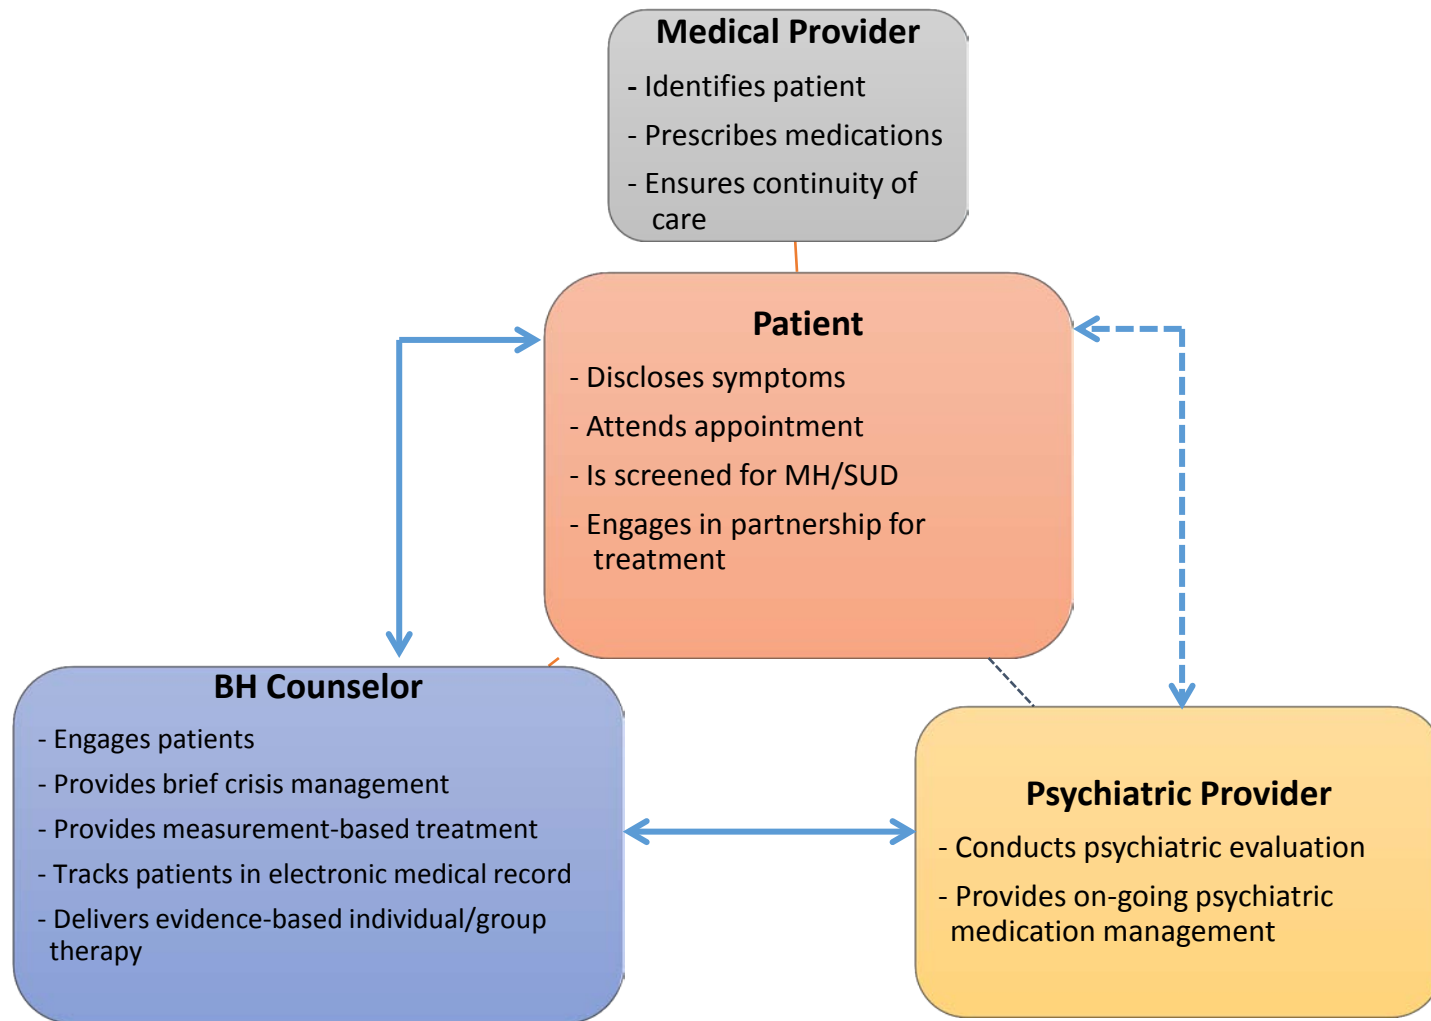 Medical Provider
- Identifies patient
- Prescribes medications
- Ensures continuity of
care
Patient
- Discloses symptoms
- Attends appointment
- Is screened for MH/SUD
- Engages in partnership for
treatment
BH Counselor
- Engages patients
- Provides brief crisis management
- Provides measurement-based treatment
- Tracks patients in electronic medical record
- Delivers evidence-based individual/group
therapy
Psychiatric Provider
- Conducts psychiatric evaluation
- Provides on-going psychiatric
medication management